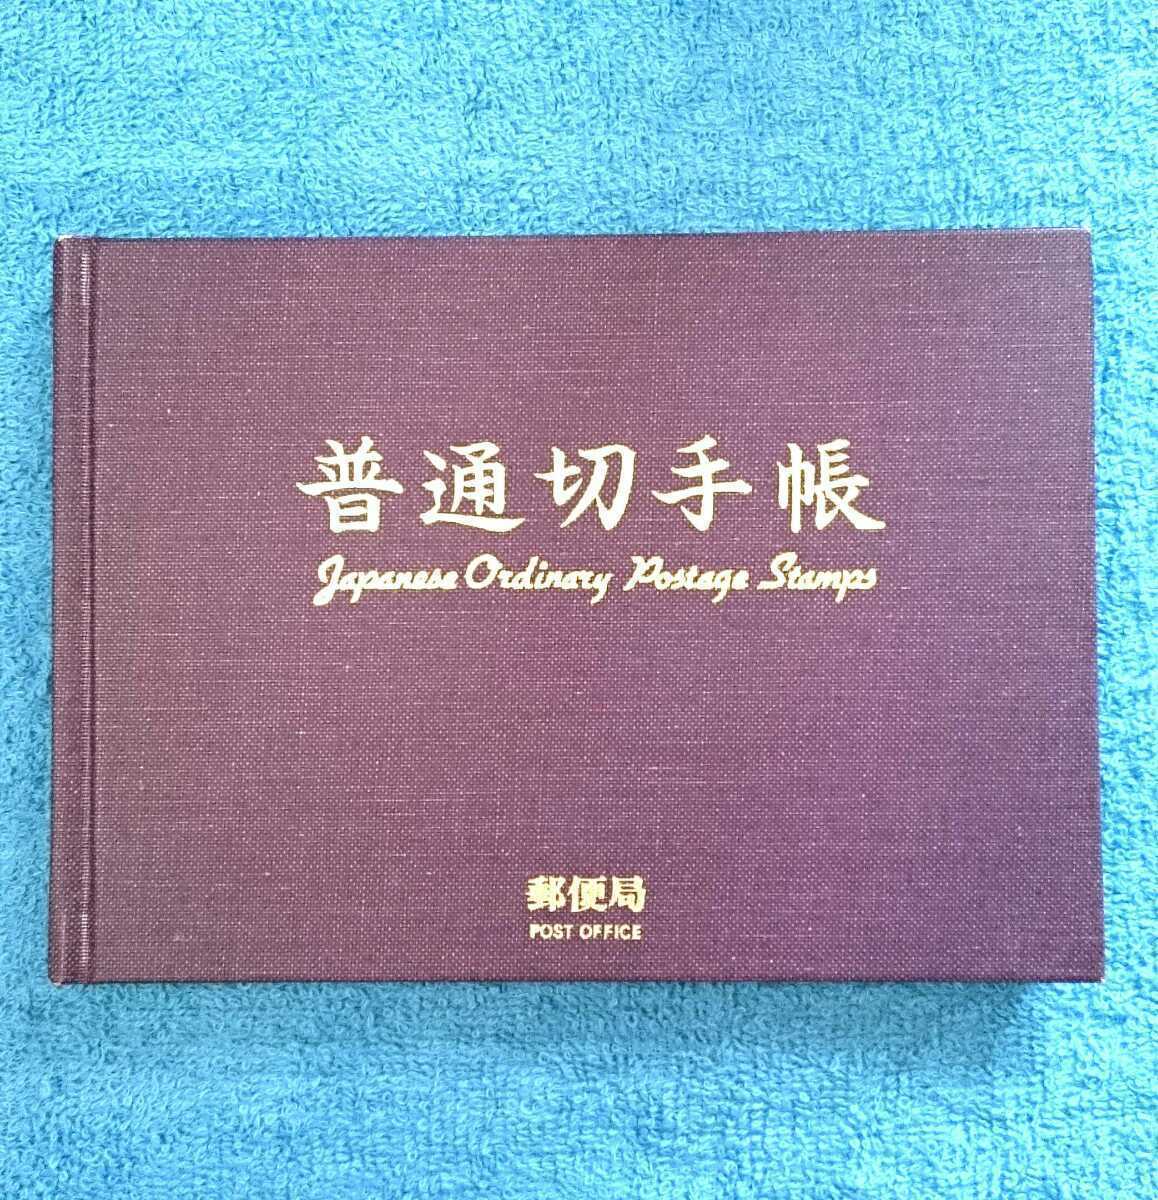 普通切手帳
Japanese Ordinary Postage Stamps
郵便局
POST OFFICE